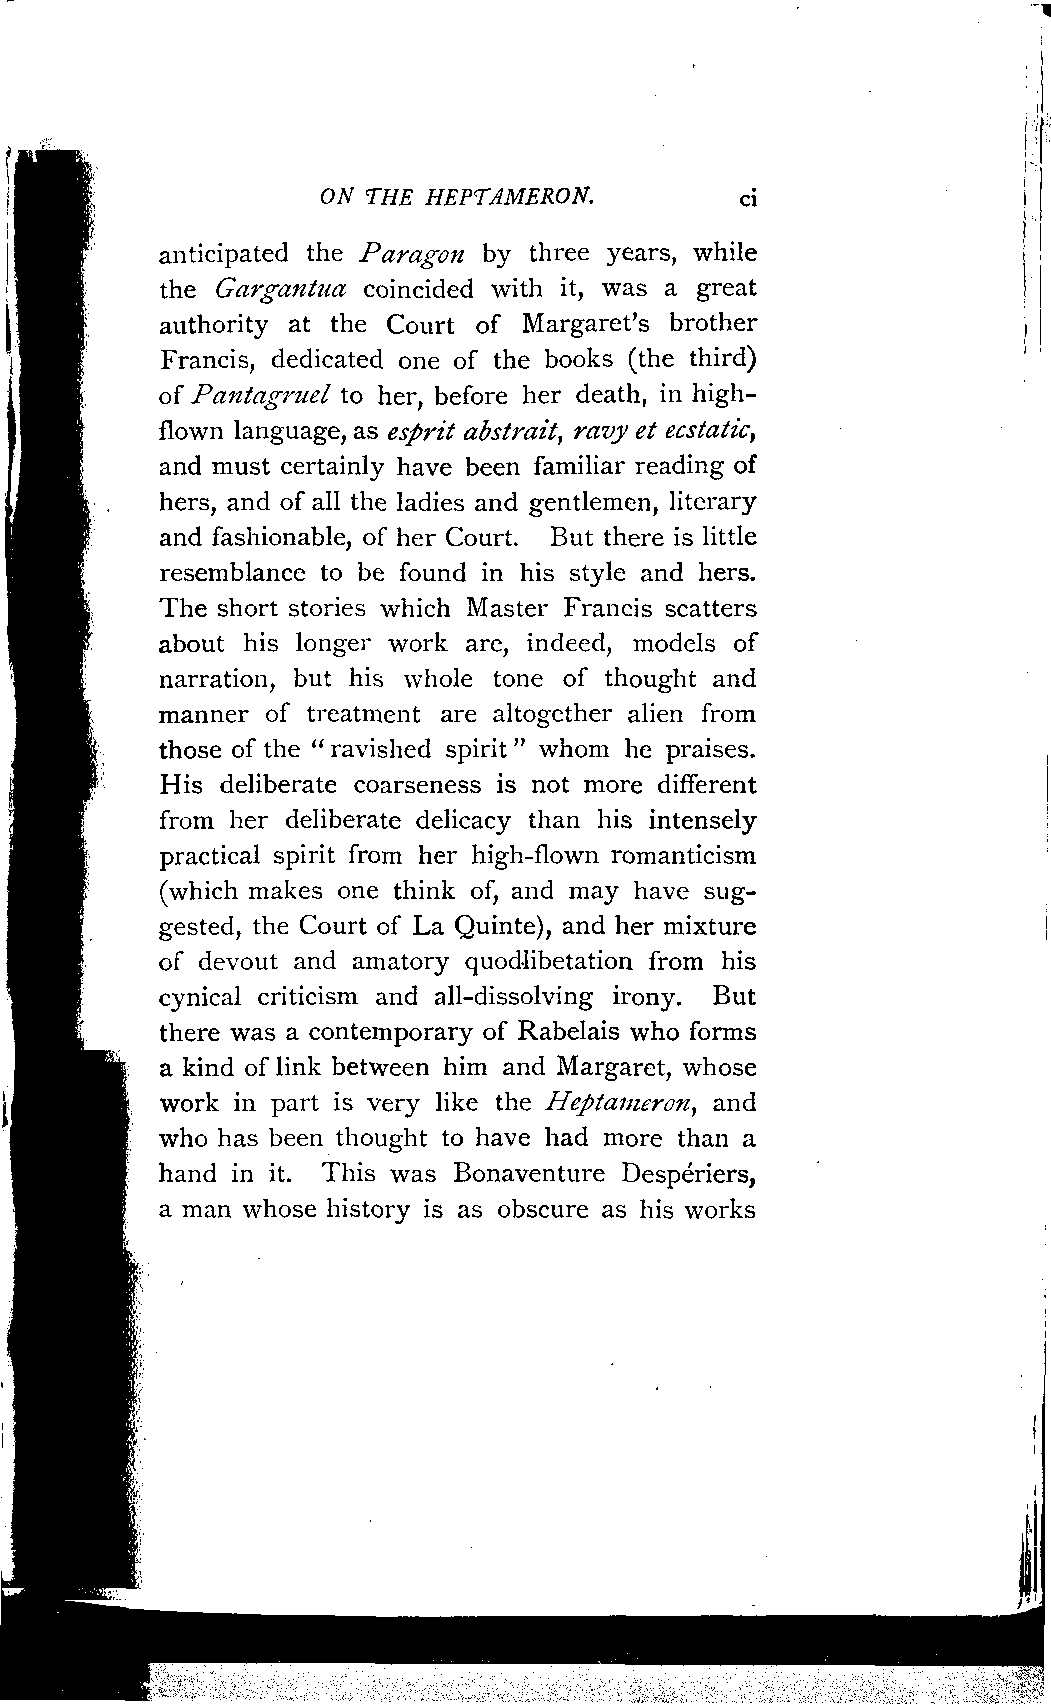 ON THE HEPTAMERON. ci
anticipated the Paragon by three years, while
the Gargantua coincided with it, was a great
authority at the Court of Margaret's brother
Francis, dedicated one of the books (the third)
of Pantagruel to her, before her death, in high-
flown language, as esprit abstrait, ravy et ecstatic,
and must certainly have been familiar reading of
hers, and of all the ladies and gentlemen, literary
and fashionable, of her Court. But there is little
resemblance to be found in his style and hers.
The short stories which Master Francis scatters
about his longer work are, indeed, models of
narration, but his whole tone of thought and
manner of treatment are altogether alien from
those of the "ravished spirit" whom he praises.
His deliberate coarseness is not more different
from her deliberate delicacy than his intensely
practical spirit from her high-flown romanticism
(which makes one think of, and may have sug-
gested, the Court of La Quinte), and her mixture
of devout and amatory quodlibetation from his
cynical criticism and all-dissolving irony. But
there was a contemporary of Rabelais who forms
a kind of link between him and Margaret, whose
work in part is very like the Heptameron, and
who has been thought to have had more than a
hand in it. This was Bonaventure Despériers,
a man whose history is as obscure as his works